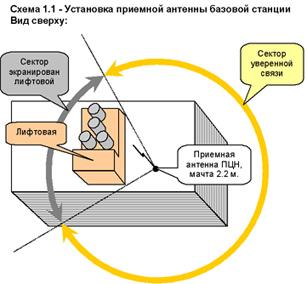 Схема 1.1 - Установка приемной антенны базовой станции
Вид сверху:
Сектор
экранирован
лифтовой
Сектор
уверенной
связи
Лифтовая
Приемная
антенна ПЦН,
мачта 2.2 м.